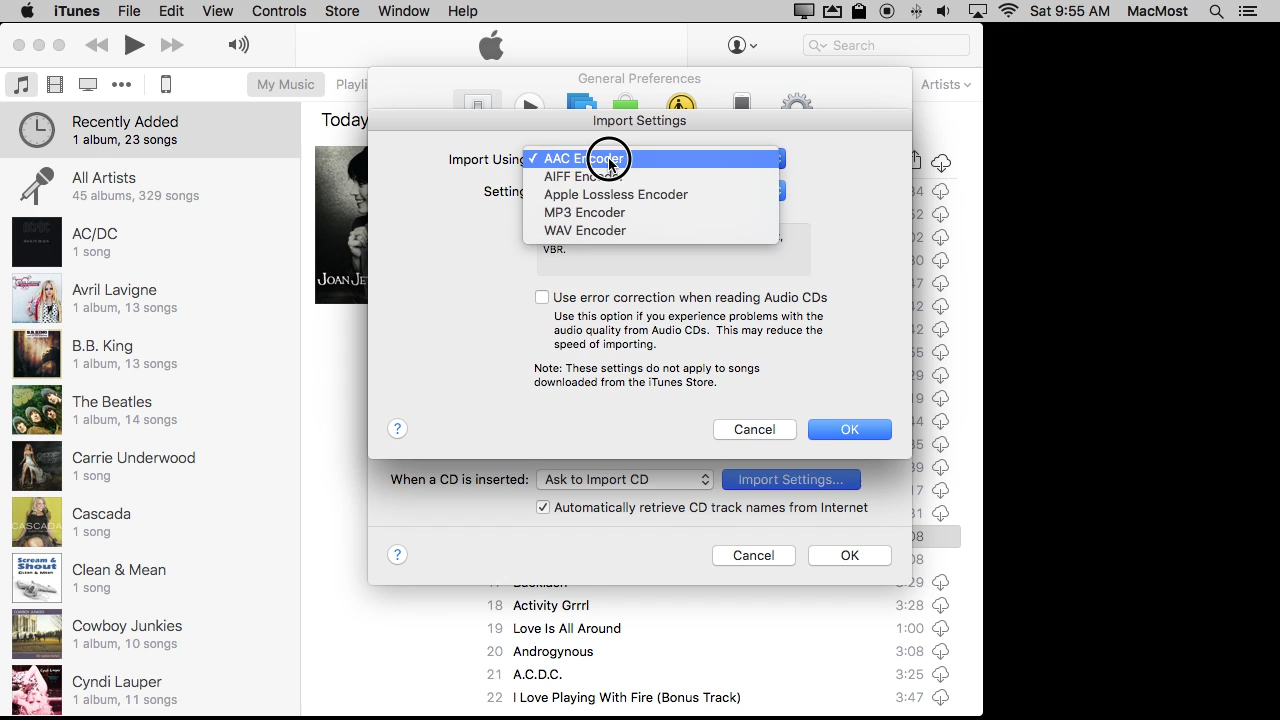 iTunes File Edit View Controls Store Window Help
Sat 9:55 AM MacMost
Search
My Music
Artists
General Preferences
Import Settings
Recently Added
1 album, 23 songs
Today
Import Using
✓ AAC Encoder
AIFF Encoder
Apple Lossless Encoder
MP3 Encoder
WAV Encoder
All Artists
45 albums, 329 songs
VBR.
AC/DC
1 song
JOAN JET
Avril Lavigne
1 album, 13 songs
Use error correction when reading Audio CDs
Use this option if you experience problems with the
audio quality from Audio CDs. This may reduce the
speed of importing.
B.B. King
1 album, 13 songs
Note: These settings do not apply to songs
downloaded from the iTunes Store.
The Beatles
1 album, 14 songs
? Cancel OK
Carrie Underwood
1 song
When a CD is inserted: Ask to Import CD Import Settings...
Automatically retrieve CD track names from Internet
Cascada
1 song
CASCADA
? Cancel OK
Clean & Mean
1 song
Scream &
Shout
Clean & Mean
18 Activity Grrrl 3:28
19 Love Is All Around 1:00
Cowboy Junkies
1 album, 10 songs
20 Androgynous 3:08
21 A.C.D.C. 3:25
22 I Love Playing With Fire (Bonus Track) 3:47
Cyndi Lauper
1 album, 11 songs